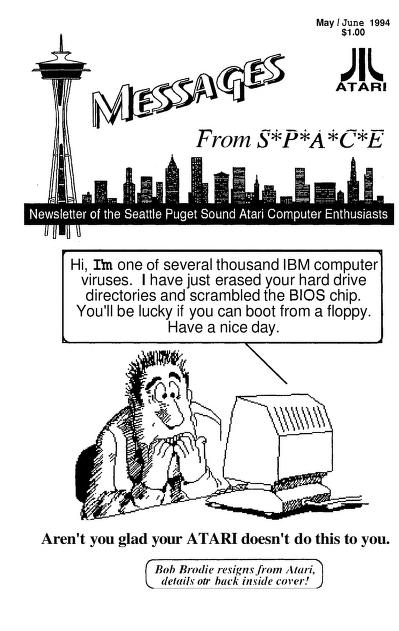 May / June 1994
$1.00
MESSAGES
ATARI
From S*P*A*C*E
Newsletter of the Seattle Puget Sound Atari Computer Enthusiasts
Hi, I'm one of several thousand IBM computer
viruses. I have just erased your hard drive
directories and scrambled the BIOS chip.
You'll be lucky if you can boot from a floppy.
Have a nice day.
Aren't you glad your ATARI doesn't do this to you.
Bob Brodie resigns from Atari,
details otr back inside cover!